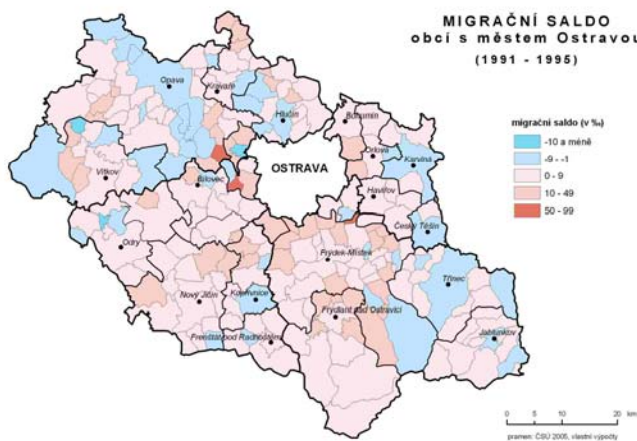 MIGRAČNÍ SALDO
obcí s městem Ostravou
(1991 - 1995)
migrační saldo (v ‰)
-10 a méně
-9 - -1
0 - 9
10 - 49
50 - 99
Opava
Kravaře
Hlučín
Bohumín
Orlová
Karviná
OSTRAVA
Vítkov
Bílovec
Havířov
Český Těšín
Odry
Frýdek-Místek
Třinec
Nový Jičín
Kopřivnice
Frýdlant nad Ostravicí
Frenštát pod Radhoštěm
Jablunkov
0 10 20 km
pramen: ČSÚ 2005, vlastní výpočty